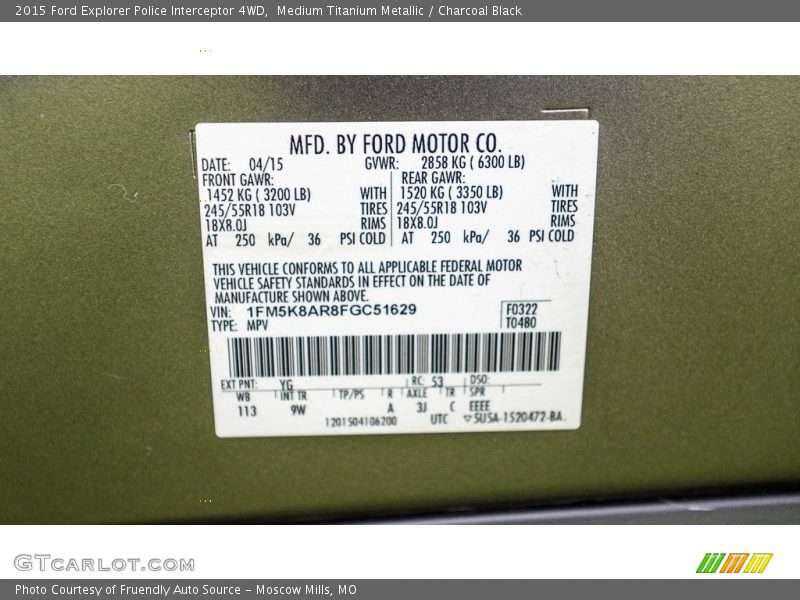 2015 Ford Explorer Police Interceptor 4WD,  Medium Titanium Metallic / Charcoal Black
MFD. BY FORD MOTOR CO.
DATE: 04/15 GVWR: 2858 KG ( 6300 LB)
FRONT GAWR: REAR GAWR:
1452 KG ( 3200 LB) WITH 1520 KG ( 3350 LB) WITH
245/55R18 103V TIRES 245/55R18 103V TIRES
18X8.0J RIMS 18X8.0J RIMS
AT 250 kPa/ 36 PSI COLD AT 250 kPa/ 36 PSI COLD
THIS VEHICLE CONFORMS TO ALL APPLICABLE FEDERAL MOTOR
VEHICLE SAFETY STANDARDS IN EFFECT ON THE DATE OF
MANUFACTURE SHOWN ABOVE.
VIN: 1FM5K8AR8FGC51629 F0322
TYPE: MPV T0480
EXT PNT: YG RC: 53 DSO:
WB INT TR TP/PS R AXLE TR SPR
113 9W A 3J C EEEE
1201504106200 UTC ▽SU5A-1520472-BA.
GTCARLOT.COM
Photo Courtesy of Fruendly Auto Source – Moscow Mills, MO